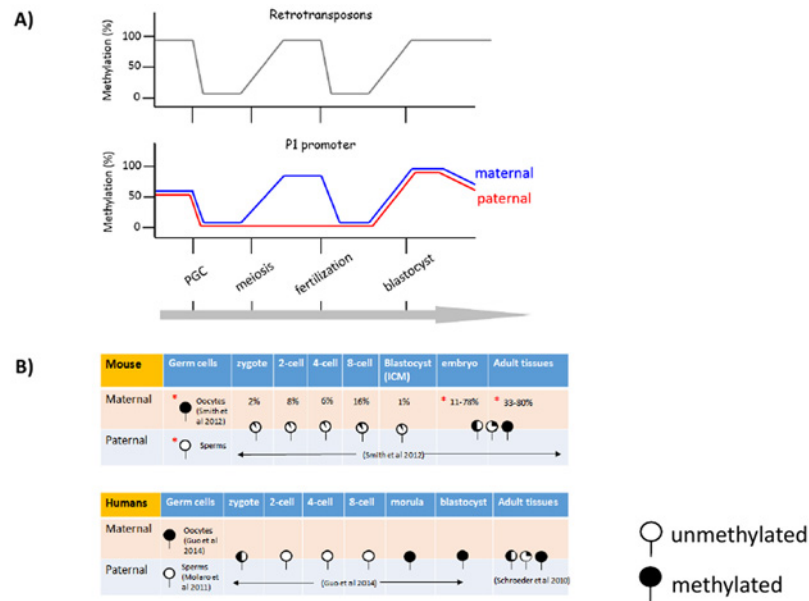 A)
Retrotransposons
Methylation (%)
100
50
0
P1 promoter
Methylation (%)
100
50
0
maternal
paternal
PGC
meiosis
fertilization
blastocyst
B)
Mouse Germ cells zygote 2-cell 4-cell 8-cell Blastocyst (ICM) embryo Adult tissues
Maternal * Oocytes (Smith et al 2012) 2% 8% 6% 16% 1% * 11-78% * 33-80%
Paternal * Sperms (Smith et al 2012)
Humans Germ cells zygote 2-cell 4-cell 8-cell morula blastocyst Adult tissues
Maternal Oocytes (Guo et al 2014)
Paternal Sperms (Molaro et al 2011) (Guo et al 2014) (Schroeder et al 2010)
unmethylated
methylated